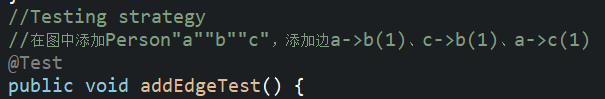 //Testing strategy
//在图中添加Person"a""b""c"，添加边a->b(1)、c->b(1)、a->c(1)
@Test
public void addEdgeTest() {